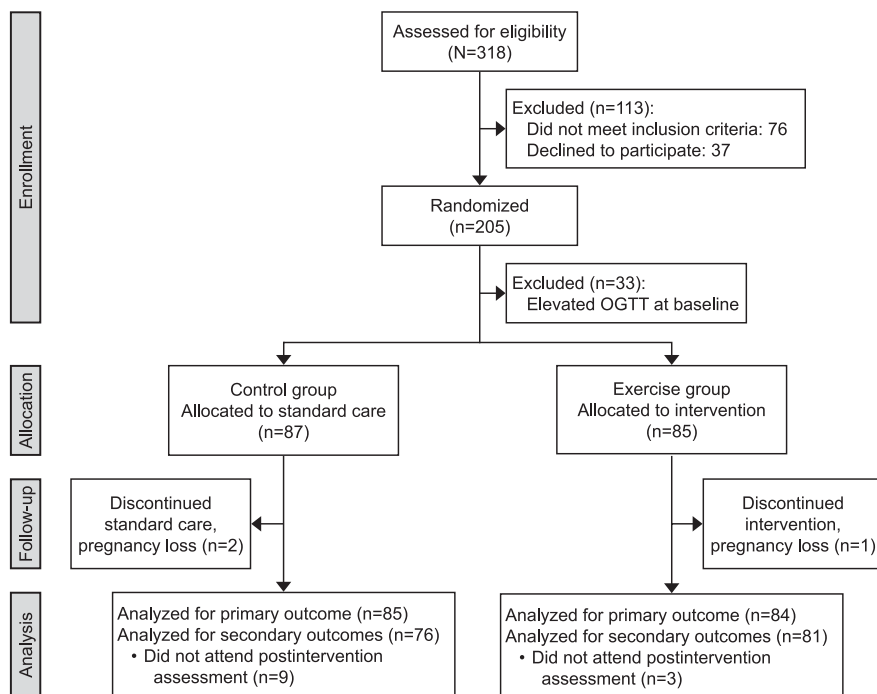 Enrollment
Assessed for eligibility
(N=318)
Excluded (n=113):
Did not meet inclusion criteria: 76
Declined to participate: 37
Randomized
(n=205)
Excluded (n=33):
Elevated OGTT at baseline
Allocation
Control group
Allocated to standard care
(n=87)
Exercise group
Allocated to intervention
(n=85)
Follow-up
Discontinued
standard care,
pregnancy loss (n=2)
Discontinued
intervention,
pregnancy loss (n=1)
Analysis
Analyzed for primary outcome (n=85)
Analyzed for secondary outcomes (n=76)
• Did not attend postintervention
assessment (n=9)
Analyzed for primary outcome (n=84)
Analyzed for secondary outcomes (n=81)
• Did not attend postintervention
assessment (n=3)